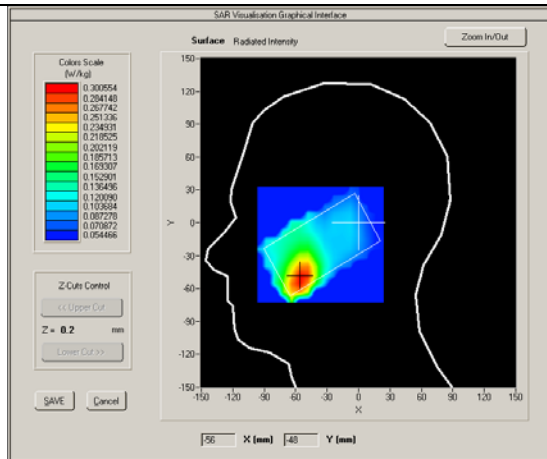 SAR Visualisation Graphical Interface
Surface Radiated Intensity
Zoom In/Out
Colors Scale
(W/kg)
0.300554
0.284148
0.267742
0.251336
0.234931
0.218525
0.202119
0.185713
0.169307
0.152901
0.136496
0.120090
0.103684
0.087278
0.070872
0.054466
Z-Cuts Control
<< Upper Cut
Z = 0.2 mm
Lower Cut >>
SAVE Cancel
150
120
90
60
30
0
-30
-60
-90
-120
-150
Y
-150 -120 -90 -60 -30 0 30 60 90 120 150
X
-56 X (mm) -48 Y (mm)